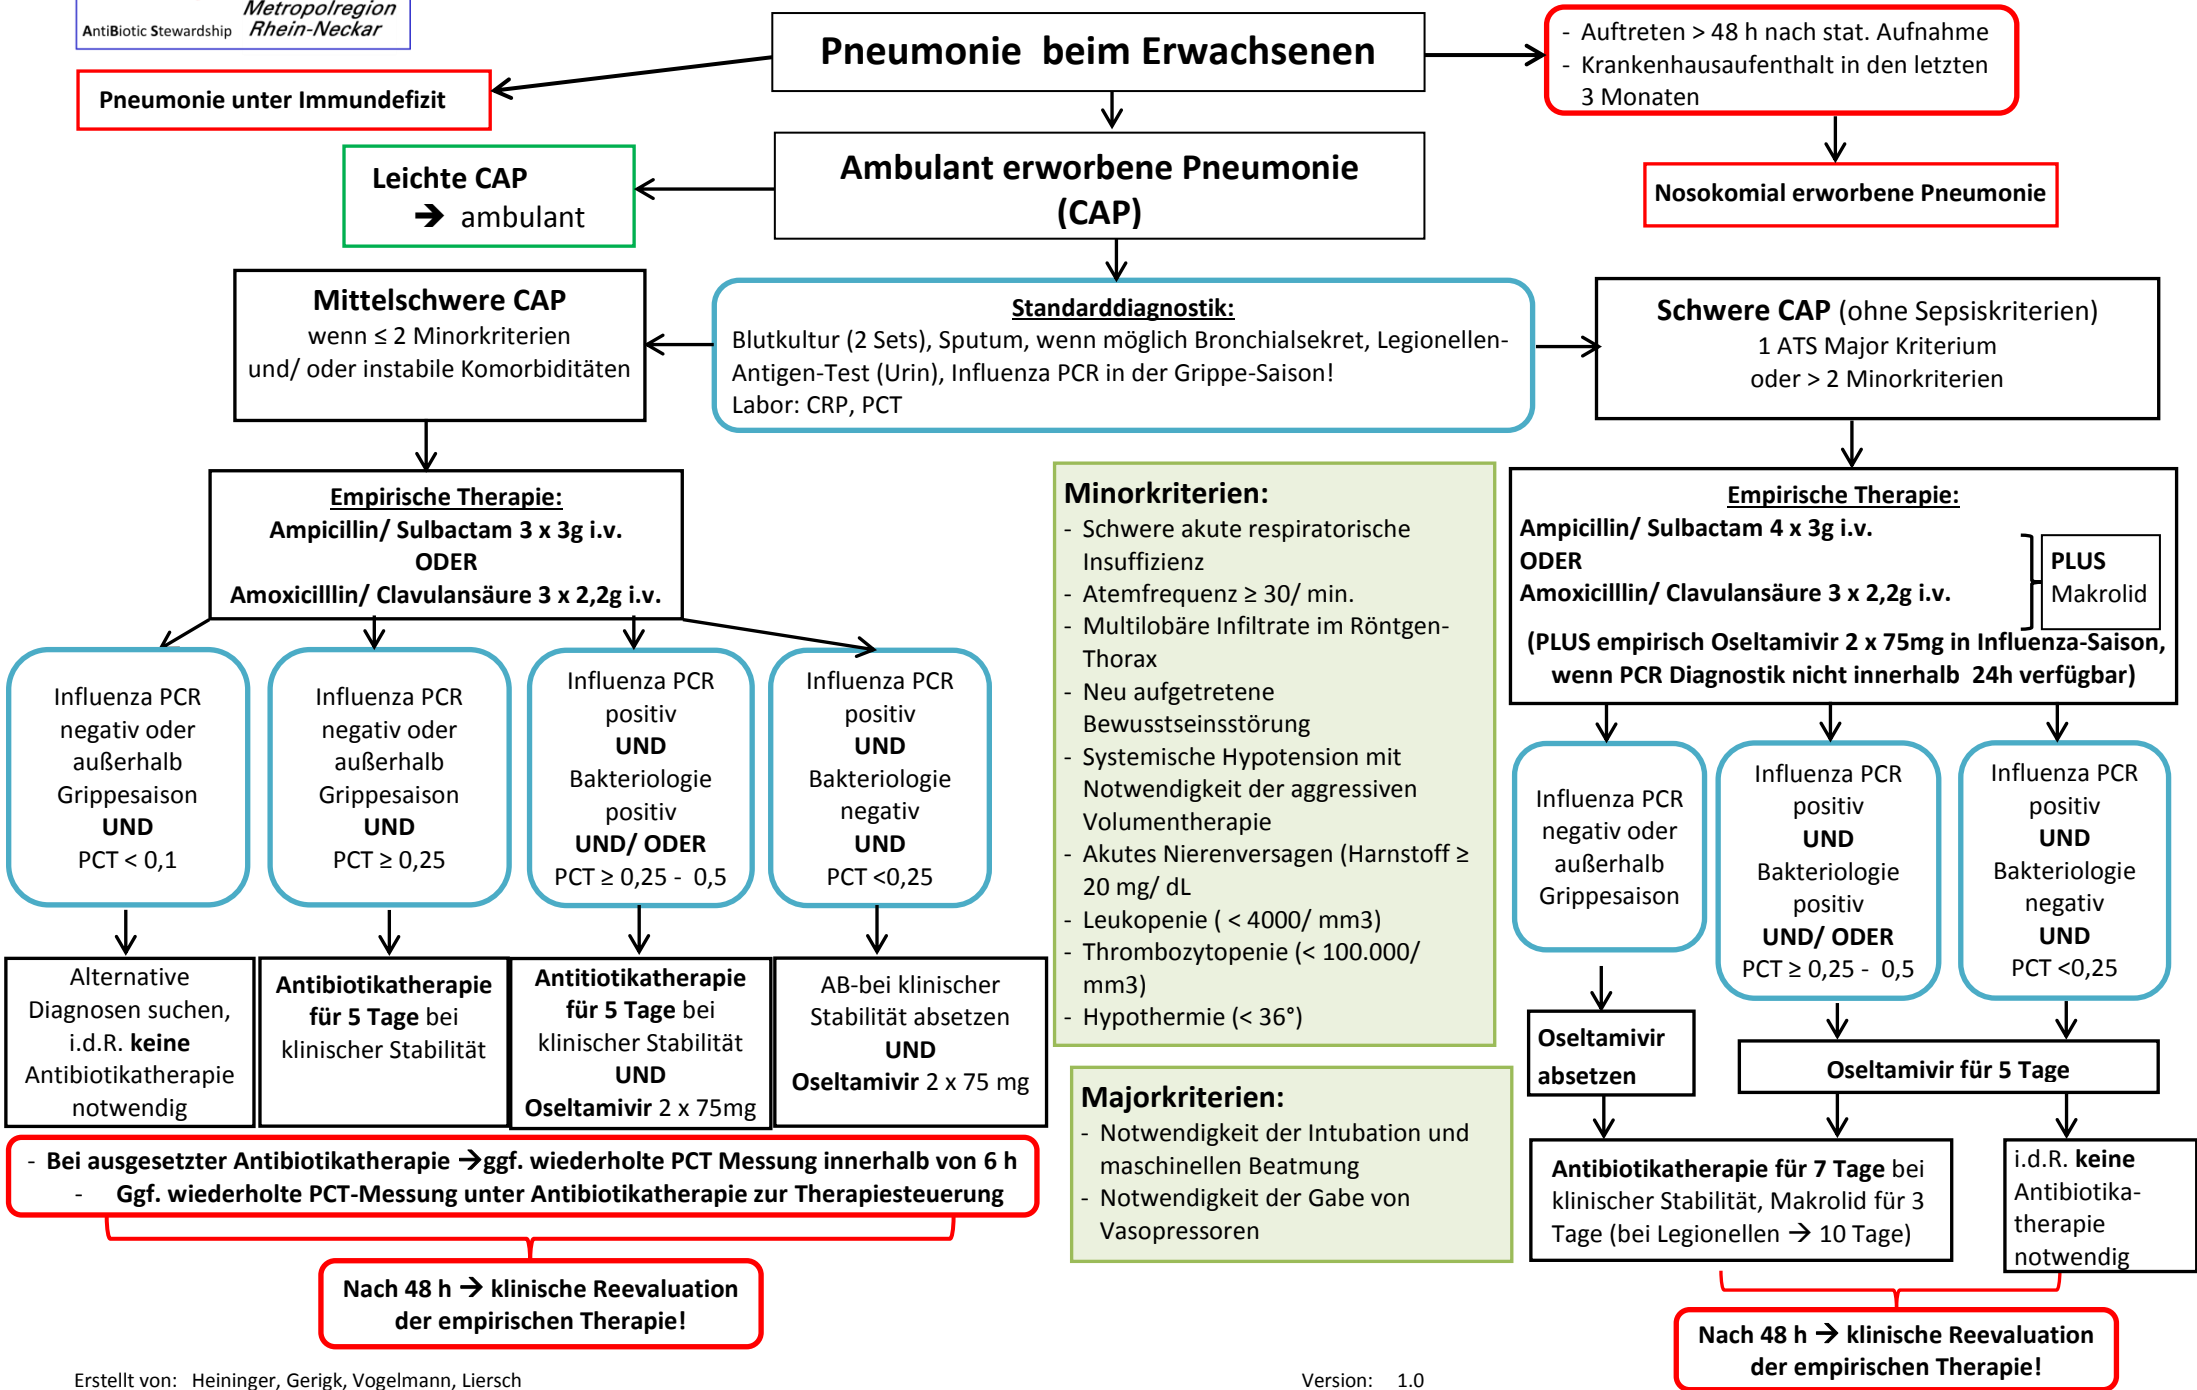 Metropolregion
AntiBiotic Stewardship Rhein-Neckar
Pneumonie beim Erwachsenen
- Auftreten > 48 h nach stat. Aufnahme
- Krankenhausaufenthalt in den letzten
3 Monaten
Pneumonie unter Immundefizit
Leichte CAP
➔ ambulant
Ambulant erworbene Pneumonie
(CAP)
Nosokomial erworbene Pneumonie
Mittelschwere CAP
wenn ≤ 2 Minorkriterien
und/ oder instabile Komorbiditäten
Standarddiagnostik:
Blutkultur (2 Sets), Sputum, wenn möglich Bronchialsekret, Legionellen-
Antigen-Test (Urin), Influenza PCR in der Grippe-Saison!
Labor: CRP, PCT
Schwere CAP (ohne Sepsiskriterien)
1 ATS Major Kriterium
oder > 2 Minorkriterien
Empirische Therapie:
Ampicillin/ Sulbactam 3 x 3g i.v.
ODER
Amoxicilllin/ Clavulansäure 3 x 2,2g i.v.
Minorkriterien:
- Schwere akute respiratorische
Insuffizienz
- Atemfrequenz ≥ 30/ min.
- Multilobäre Infiltrate im Röntgen-
Thorax
- Neu aufgetretene
Bewusstseinsstörung
- Systemische Hypotension mit
Notwendigkeit der aggressiven
Volumentherapie
- Akutes Nierenversagen (Harnstoff ≥
20 mg/ dL
- Leukopenie ( < 4000/ mm3)
- Thrombozytopenie (< 100.000/
mm3)
- Hypothermie (< 36°)
Empirische Therapie:
Ampicillin/ Sulbactam 4 x 3g i.v.
ODER
Amoxicilllin/ Clavulansäure 3 x 2,2g i.v.
PLUS
Makrolid
(PLUS empirisch Oseltamivir 2 x 75mg in Influenza-Saison,
wenn PCR Diagnostik nicht innerhalb 24h verfügbar)
Influenza PCR
negativ oder
außerhalb
Grippesaison
UND
PCT < 0,1
Influenza PCR
negativ oder
außerhalb
Grippesaison
UND
PCT ≥ 0,25
Influenza PCR
positiv
UND
Bakteriologie
positiv
UND/ ODER
PCT ≥ 0,25 - 0,5
Influenza PCR
positiv
UND
Bakteriologie
negativ
UND
PCT <0,25
Influenza PCR
negativ oder
außerhalb
Grippesaison
Influenza PCR
positiv
UND
Bakteriologie
positiv
UND/ ODER
PCT ≥ 0,25 - 0,5
Influenza PCR
positiv
UND
Bakteriologie
negativ
UND
PCT <0,25
Alternative
Diagnosen suchen,
i.d.R. keine
Antibiotikatherapie
notwendig
Antibiotikatherapie
für 5 Tage bei
klinischer Stabilität
Antitiotikatherapie
für 5 Tage bei
klinischer Stabilität
UND
Oseltamivir 2 x 75mg
AB-bei klinischer
Stabilität absetzen
UND
Oseltamivir 2 x 75 mg
Oseltamivir
absetzen
Oseltamivir für 5 Tage
Majorkriterien:
- Notwendigkeit der Intubation und
maschinellen Beatmung
- Notwendigkeit der Gabe von
Vasopressoren
- Bei ausgesetzter Antibiotikatherapie →ggf. wiederholte PCT Messung innerhalb von 6 h
- Ggf. wiederholte PCT-Messung unter Antibiotikatherapie zur Therapiesteuerung
Antibiotikatherapie für 7 Tage bei
klinischer Stabilität, Makrolid für 3
Tage (bei Legionellen → 10 Tage)
i.d.R. keine
Antibiotika-
therapie
notwendig
Nach 48 h → klinische Reevaluation
der empirischen Therapie!
Nach 48 h → klinische Reevaluation
der empirischen Therapie!
Erstellt von: Heininger, Gerigk, Vogelmann, Liersch
Version: 1.0